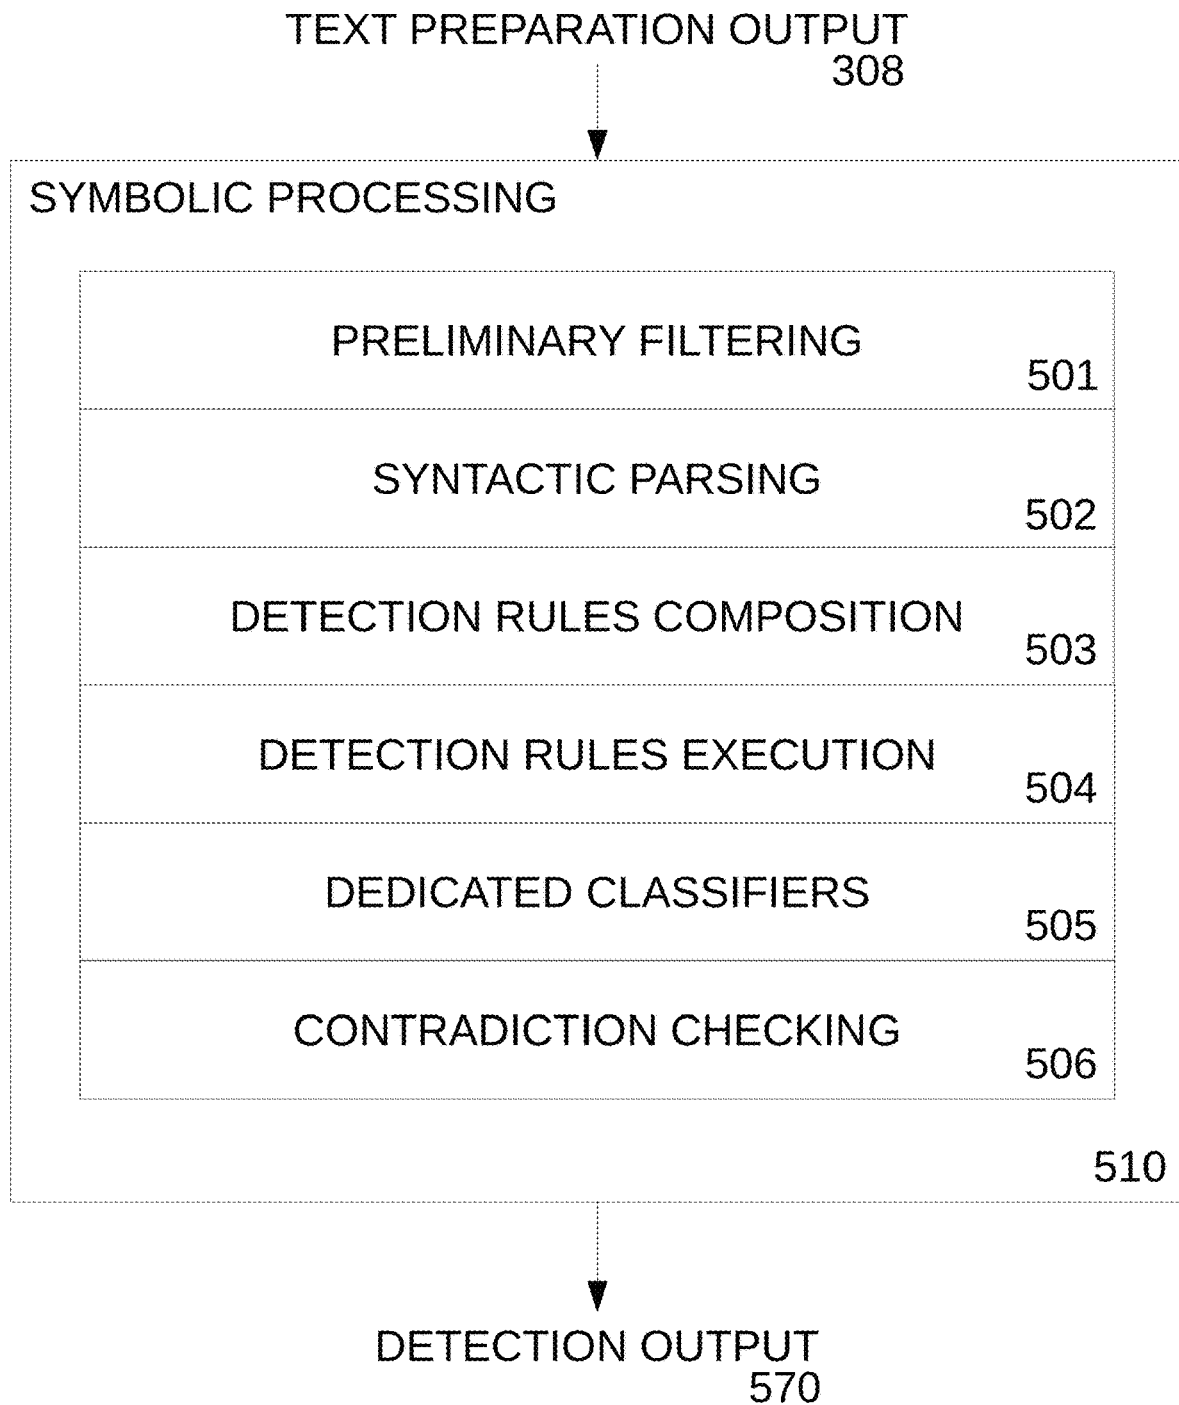 TEXT PREPARATION OUTPUT
308
SYMBOLIC PROCESSING
PRELIMINARY FILTERING
501
SYNTACTIC PARSING
502
DETECTION RULES COMPOSITION
503
DETECTION RULES EXECUTION
504
DEDICATED CLASSIFIERS
505
CONTRADICTION CHECKING
506
510
DETECTION OUTPUT
570